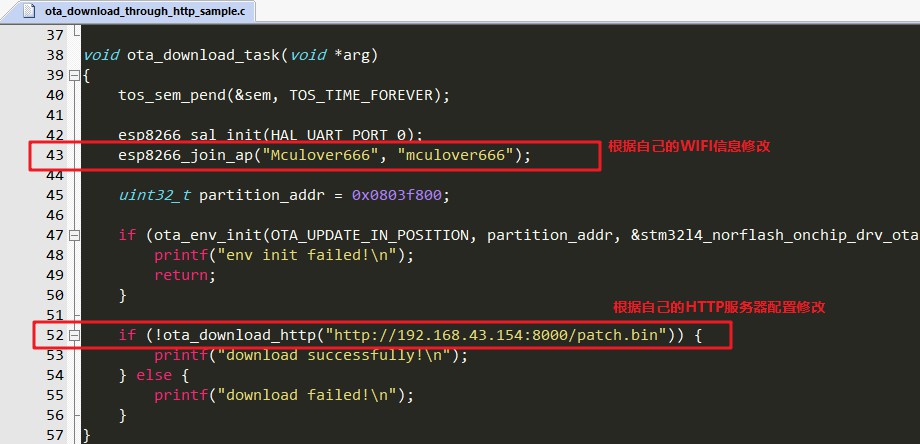 ota_download_through_http_sample.c
37
38 void ota_download_task(void *arg)
39 {
40 tos_sem_pend(&sem, TOS_TIME_FOREVER);
41
42 esp8266_sal_init(HAL_UART_PORT_0);
43 esp8266_join_ap("Mculover666", "mculover666"); 根据自己的WIFI信息修改
44
45 uint32_t partition_addr = 0x0803f800;
46
47 if (ota_env_init(OTA_UPDATE_IN_POSITION, partition_addr, &stm32l4_norflash_onchip_drv_ota
48 printf("env init failed!\n");
49 return;
50 }
51 根据自己的HTTP服务器配置修改
52 if (!ota_download_http("http://192.168.43.154:8000/patch.bin")) {
53 printf("download successfully!\n");
54 } else {
55 printf("download failed!\n");
56 }
57 }